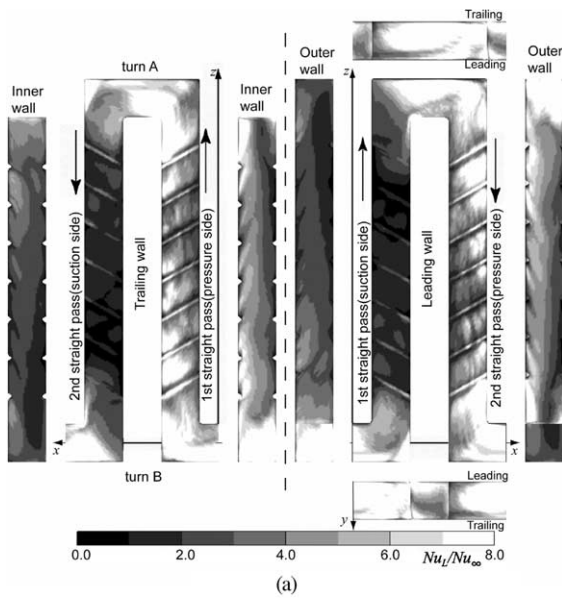 Trailing
Leading
turn A
Outer
wall
Outer
wall
Inner
wall
Inner
wall
z
z
2nd straight pass(suction side)
Trailing wall
1st straight pass(pressure side)
1st straight pass(suction side)
Leading wall
2nd straight pass(pressure side)
x
x
turn B
Leading
y
Trailing
0.0 2.0 4.0 6.0 8.0
Nu_L/Nu_∞
(a)